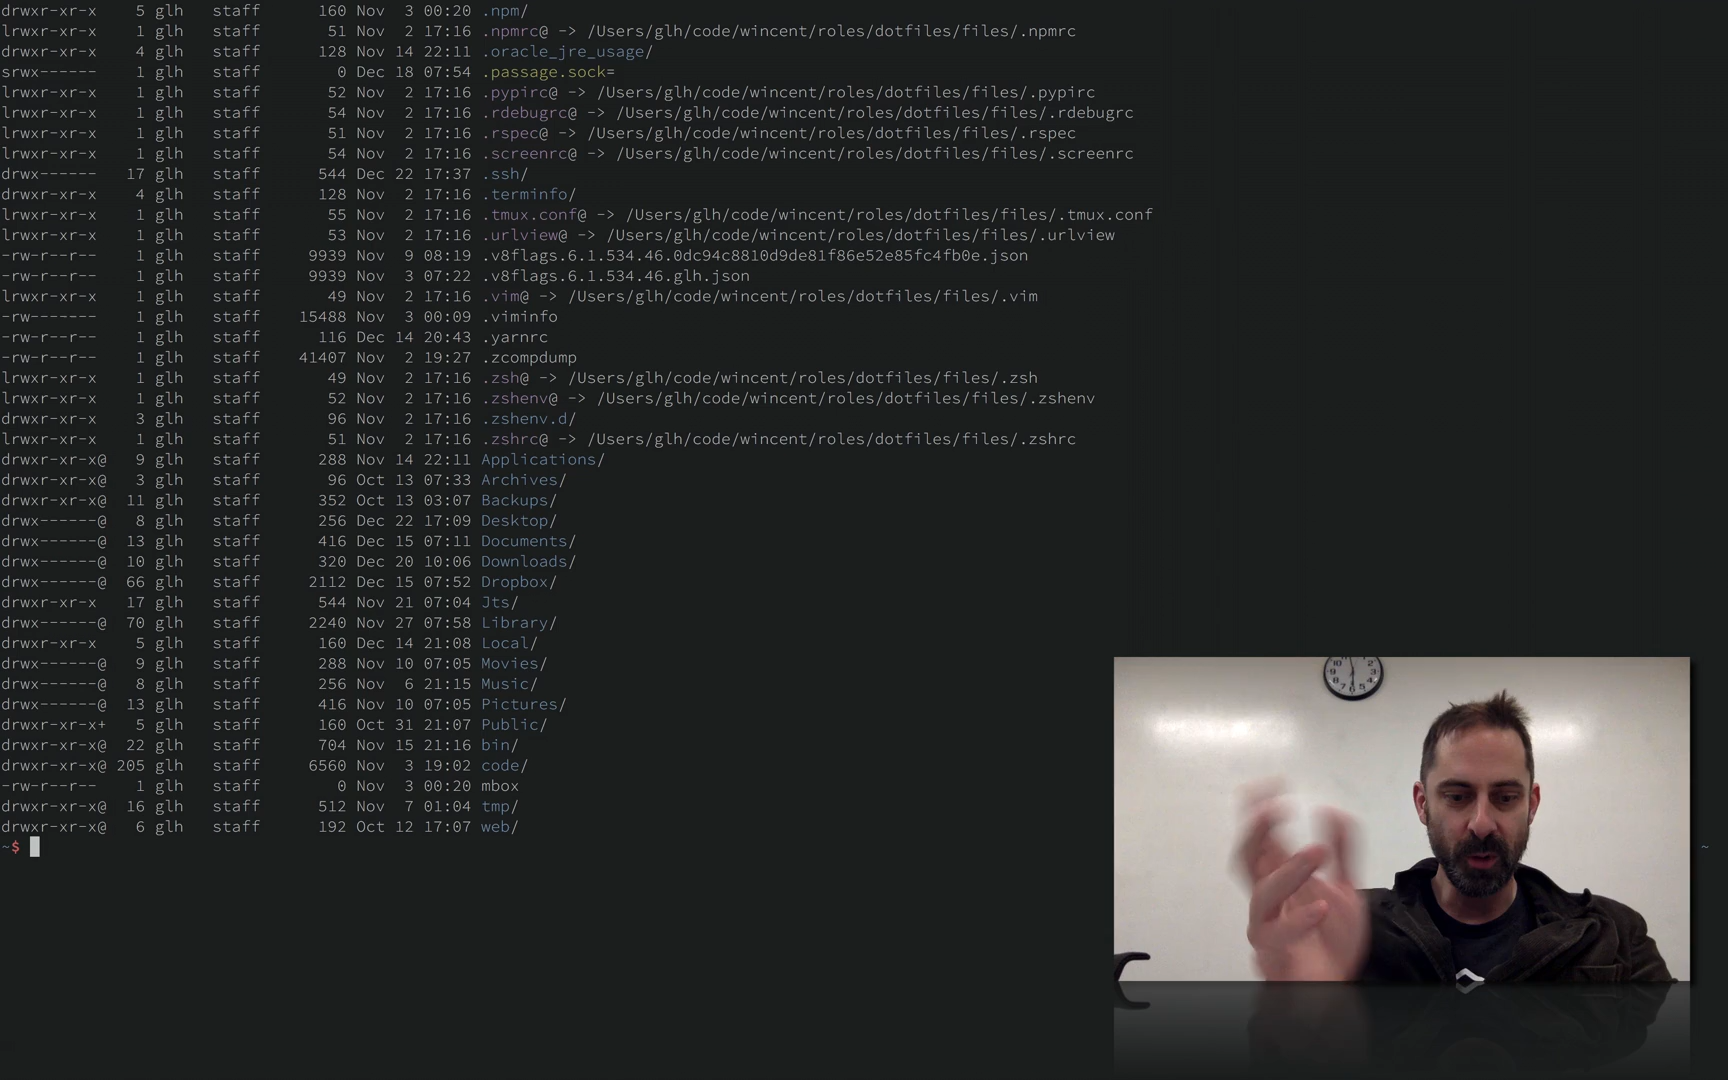 drwxr-xr-x   5 glh   staff      160 Nov  3 00:20 .npm/
lrwxr-xr-x   1 glh   staff       51 Nov  2 17:16 .npmrc@ -> /Users/glh/code/wincent/roles/dotfiles/files/.npmrc
drwxr-xr-x   4 glh   staff      128 Nov 14 22:11 .oracle_jre_usage/
srwx------   1 glh   staff        0 Dec 18 07:54 .passage.sock=
lrwxr-xr-x   1 glh   staff       52 Nov  2 17:16 .pypirc@ -> /Users/glh/code/wincent/roles/dotfiles/files/.pypirc
lrwxr-xr-x   1 glh   staff       54 Nov  2 17:16 .rdebugrc@ -> /Users/glh/code/wincent/roles/dotfiles/files/.rdebugrc
lrwxr-xr-x   1 glh   staff       51 Nov  2 17:16 .rspec@ -> /Users/glh/code/wincent/roles/dotfiles/files/.rspec
lrwxr-xr-x   1 glh   staff       54 Nov  2 17:16 .screenrc@ -> /Users/glh/code/wincent/roles/dotfiles/files/.screenrc
drwx------  17 glh   staff      544 Dec 22 17:37 .ssh/
drwxr-xr-x   4 glh   staff      128 Nov  2 17:16 .terminfo/
lrwxr-xr-x   1 glh   staff       55 Nov  2 17:16 .tmux.conf@ -> /Users/glh/code/wincent/roles/dotfiles/files/.tmux.conf
lrwxr-xr-x   1 glh   staff       53 Nov  2 17:16 .urlview@ -> /Users/glh/code/wincent/roles/dotfiles/files/.urlview
-rw-r--r--   1 glh   staff     9939 Nov  9 08:19 .v8flags.6.1.534.46.0dc94c8810d9de81f86e52e85fc4fb0e.json
-rw-r--r--   1 glh   staff     9939 Nov  3 07:22 .v8flags.6.1.534.46.glh.json
lrwxr-xr-x   1 glh   staff       49 Nov  2 17:16 .vim@ -> /Users/glh/code/wincent/roles/dotfiles/files/.vim
-rw-------   1 glh   staff    15488 Nov  3 00:09 .viminfo
-rw-r--r--   1 glh   staff      116 Dec 14 20:43 .yarnrc
-rw-r--r--   1 glh   staff    41407 Nov  2 19:27 .zcompdump
lrwxr-xr-x   1 glh   staff       49 Nov  2 17:16 .zsh@ -> /Users/glh/code/wincent/roles/dotfiles/files/.zsh
lrwxr-xr-x   1 glh   staff       52 Nov  2 17:16 .zshenv@ -> /Users/glh/code/wincent/roles/dotfiles/files/.zshenv
drwxr-xr-x   3 glh   staff       96 Nov  2 17:16 .zshenv.d/
lrwxr-xr-x   1 glh   staff       51 Nov  2 17:16 .zshrc@ -> /Users/glh/code/wincent/roles/dotfiles/files/.zshrc
drwxr-xr-x@  9 glh   staff      288 Nov 14 22:11 Applications/
drwxr-xr-x@  3 glh   staff       96 Oct 13 07:33 Archives/
drwxr-xr-x@ 11 glh   staff      352 Oct 13 03:07 Backups/
drwx------@  8 glh   staff      256 Dec 22 17:09 Desktop/
drwx------@ 13 glh   staff      416 Dec 15 07:11 Documents/
drwx------@ 10 glh   staff      320 Dec 20 10:06 Downloads/
drwx------@ 66 glh   staff     2112 Dec 15 07:52 Dropbox/
drwxr-xr-x  17 glh   staff      544 Nov 21 07:04 Jts/
drwx------@ 70 glh   staff     2240 Nov 27 07:58 Library/
drwxr-xr-x   5 glh   staff      160 Dec 14 21:08 Local/
drwx------@  9 glh   staff      288 Nov 10 07:05 Movies/
drwx------@  8 glh   staff      256 Nov  6 21:15 Music/
drwx------@ 13 glh   staff      416 Nov 10 07:05 Pictures/
drwxr-xr-x+  5 glh   staff      160 Oct 31 21:07 Public/
drwxr-xr-x@ 22 glh   staff      704 Nov 15 21:16 bin/
drwxr-xr-x@ 205 glh   staff     6560 Nov  3 19:02 code/
-rw-r--r--   1 glh   staff        0 Nov  3 00:20 mbox
drwxr-xr-x@ 16 glh   staff      512 Nov  7 01:04 tmp/
drwxr-xr-x@  6 glh   staff      192 Oct 12 17:07 web/
~$ ~